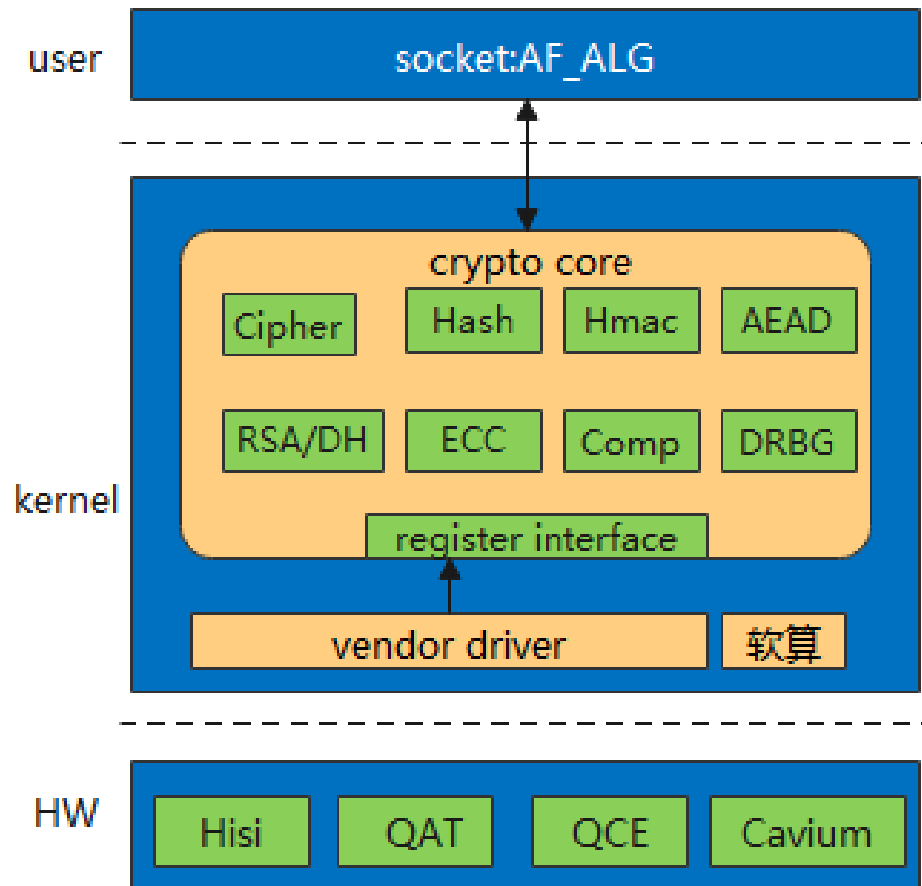 user
socket:AF_ALG
kernel
crypto core
Cipher
Hash
Hmac
AEAD
RSA/DH
ECC
Comp
DRBG
register interface
vendor driver
软算
HW
Hisi
QAT
QCE
Cavium